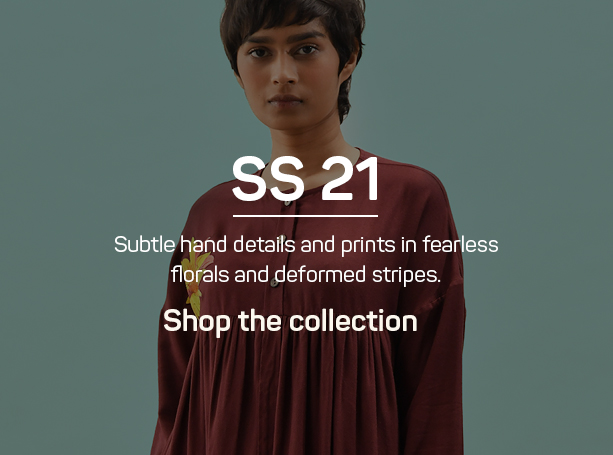 SS 21
Subtle hand details and prints in fearless
florals and deformed stripes.
Shop the collection